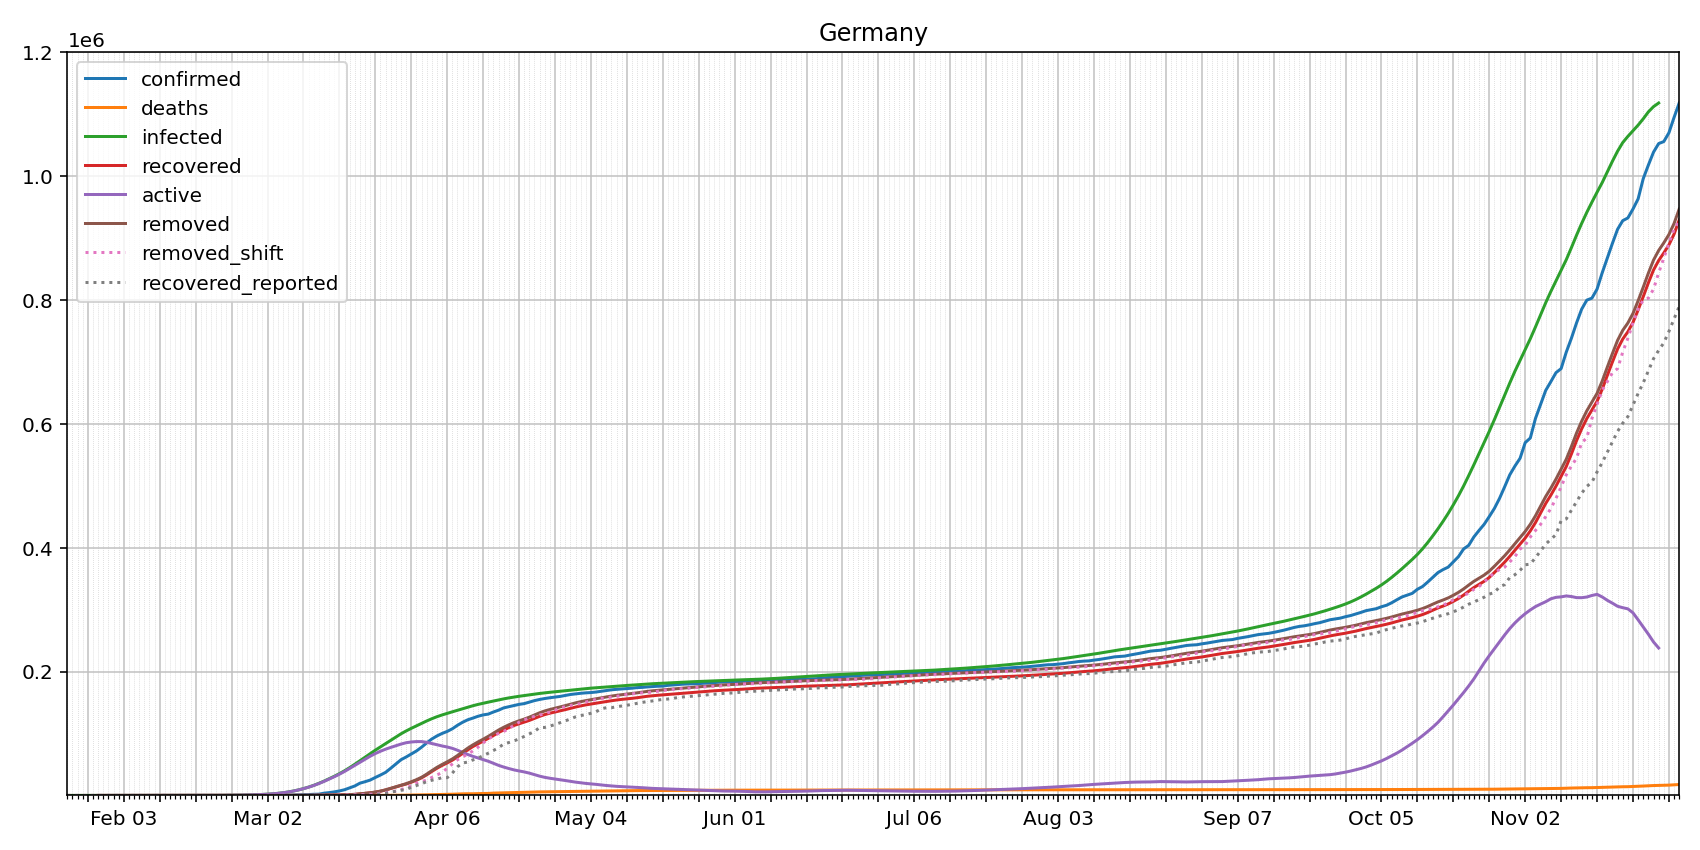 Germany
1e6
1.2
1.0
0.8
0.6
0.4
0.2
confirmed
deaths
infected
recovered
active
removed
removed_shift
recovered_reported
Feb 03 Mar 02 Apr 06 May 04 Jun 01 Jul 06 Aug 03 Sep 07 Oct 05 Nov 02